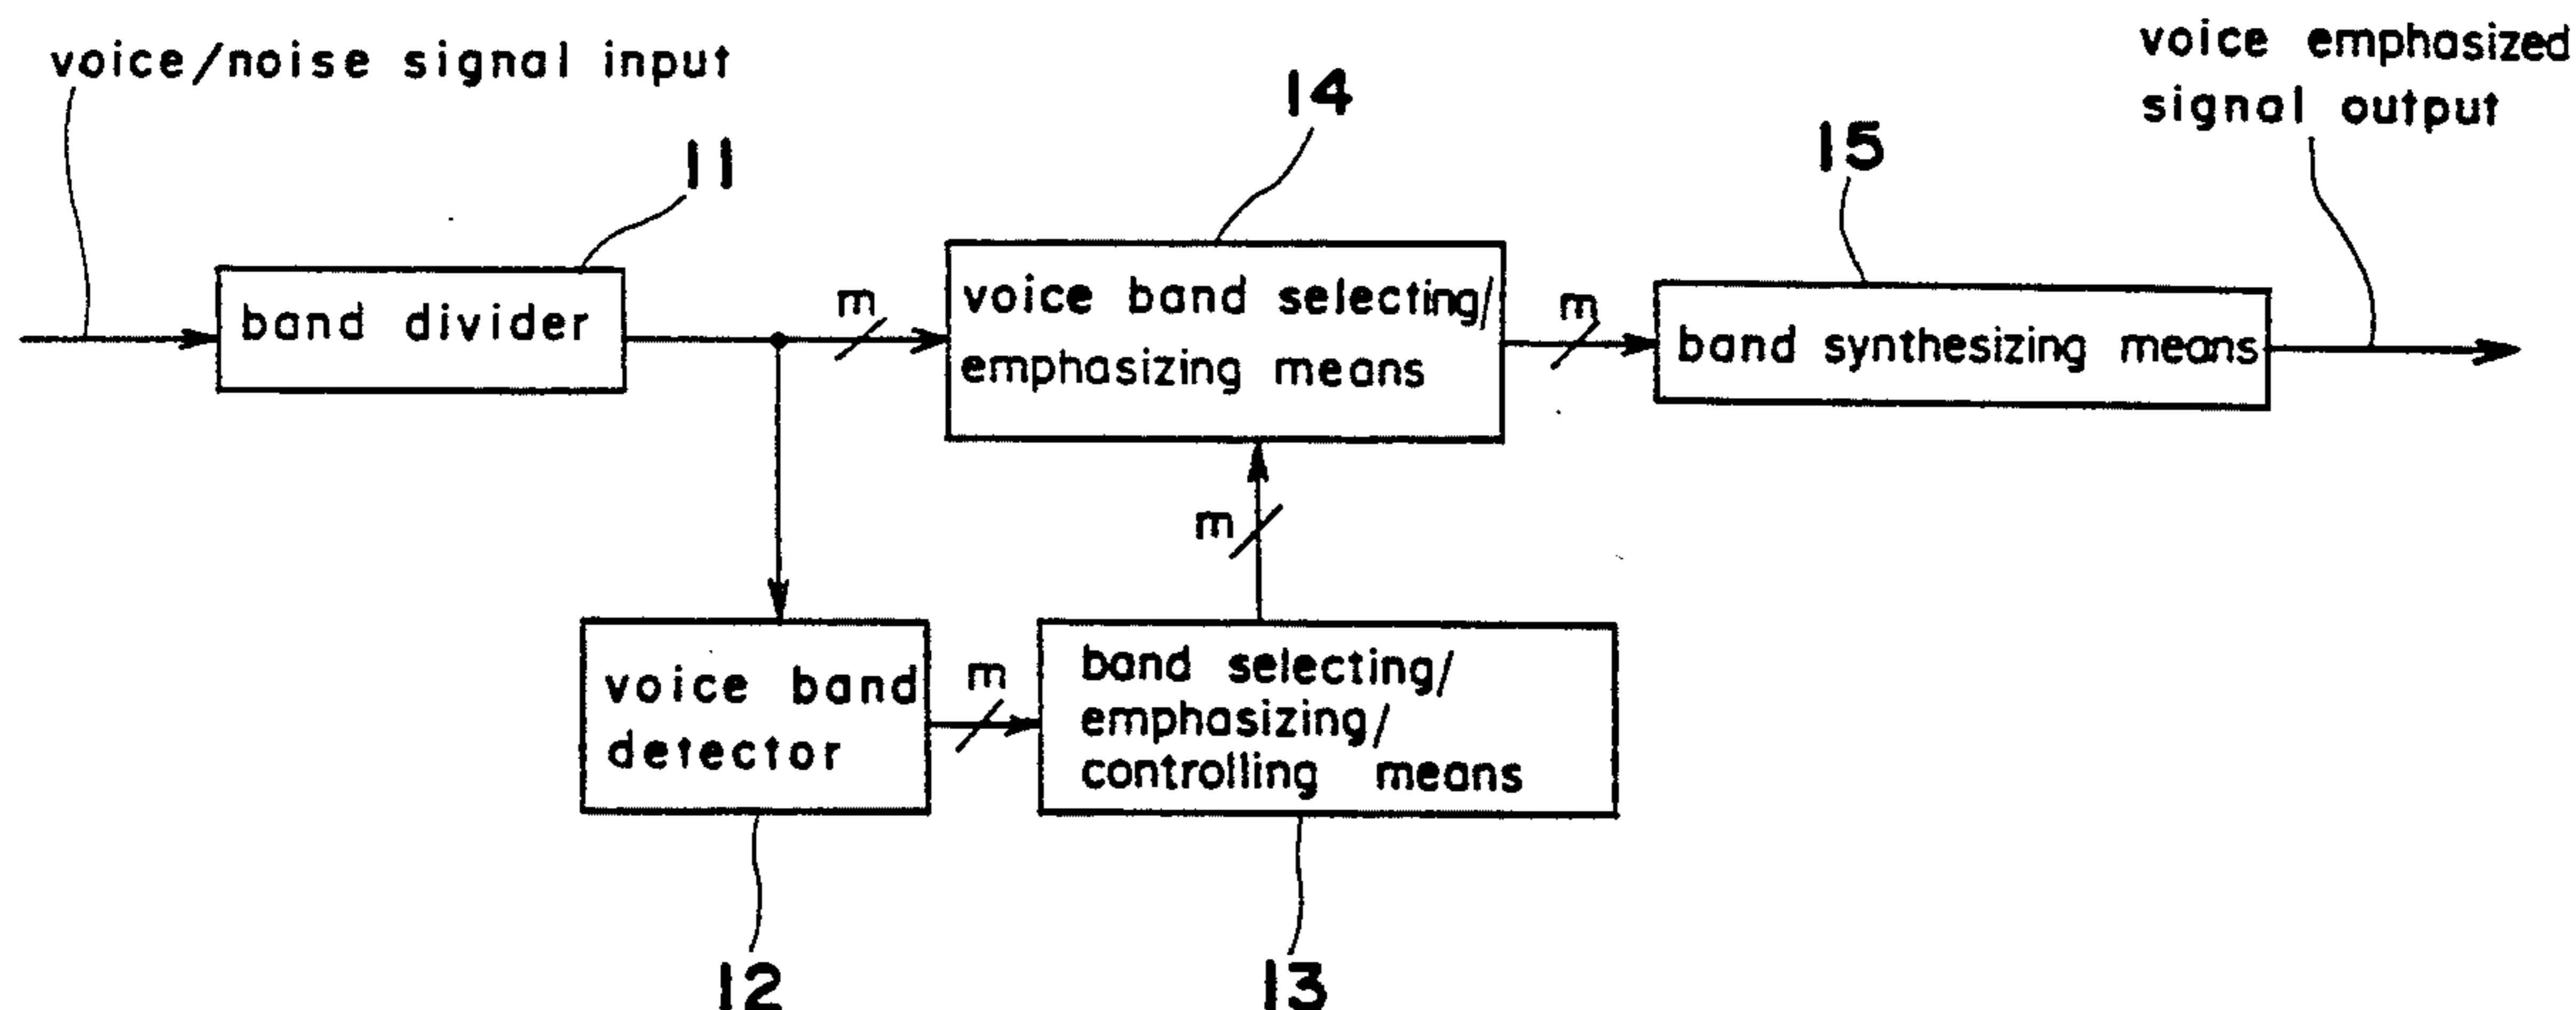 voice/noise signal input
voice emphasized
signal output
11
14
15
band divider
m
voice band selecting/
emphasizing means
m
band synthesizing means
m
voice band
detector
m
band selecting/
emphasizing/
controlling means
12
13